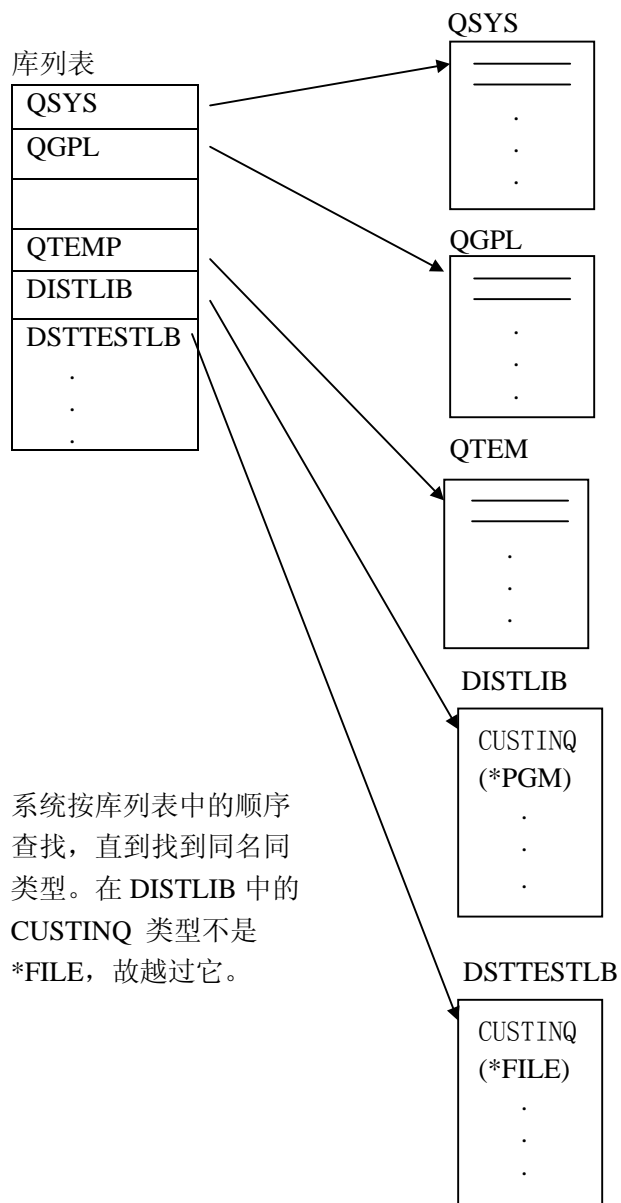 QSYS
库列表
QSYS
QGPL
QTEMP
DISTLIB
DSTTESTLB
.
.
.
.
.
.
QGPL
.
.
.
QTEM
.
.
.
DISTLIB
CUSTINQ
(*PGM)
.
.
.
系统按库列表中的顺序
查找，直到找到同名同
类型。在 DISTLIB 中的
CUSTINQ 类型不是
*FILE，故越过它。
DSTTESTLB
CUSTINQ
(*FILE)
.
.
.